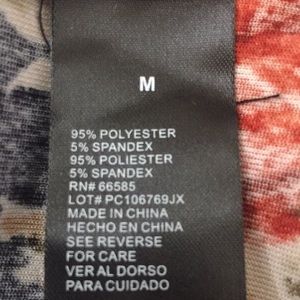 M
95% POLYESTER
5% SPANDEX
95% POLIESTER
5% SPANDEX
RN# 66585
LOT# PC106769JX
MADE IN CHINA
HECHO EN CHINA
SEE REVERSE
FOR CARE
VER AL DORSO
PARA CUIDADO